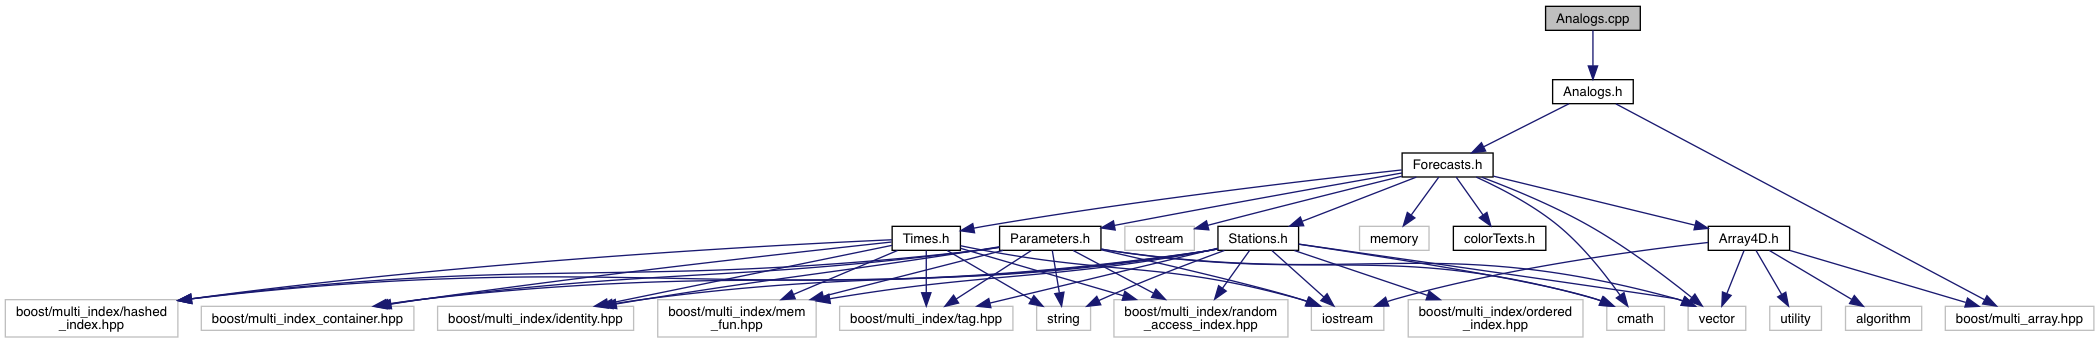 Analogs.cpp
Analogs.h
Forecasts.h
Times.h
Parameters.h
ostream
Stations.h
memory
colorTexts.h
Array4D.h
boost/multi_index/hashed
_index.hpp
boost/multi_index_container.hpp
boost/multi_index/identity.hpp
boost/multi_index/mem
_fun.hpp
boost/multi_index/tag.hpp
string
boost/multi_index/random
_access_index.hpp
iostream
boost/multi_index/ordered
_index.hpp
cmath
vector
utility
algorithm
boost/multi_array.hpp